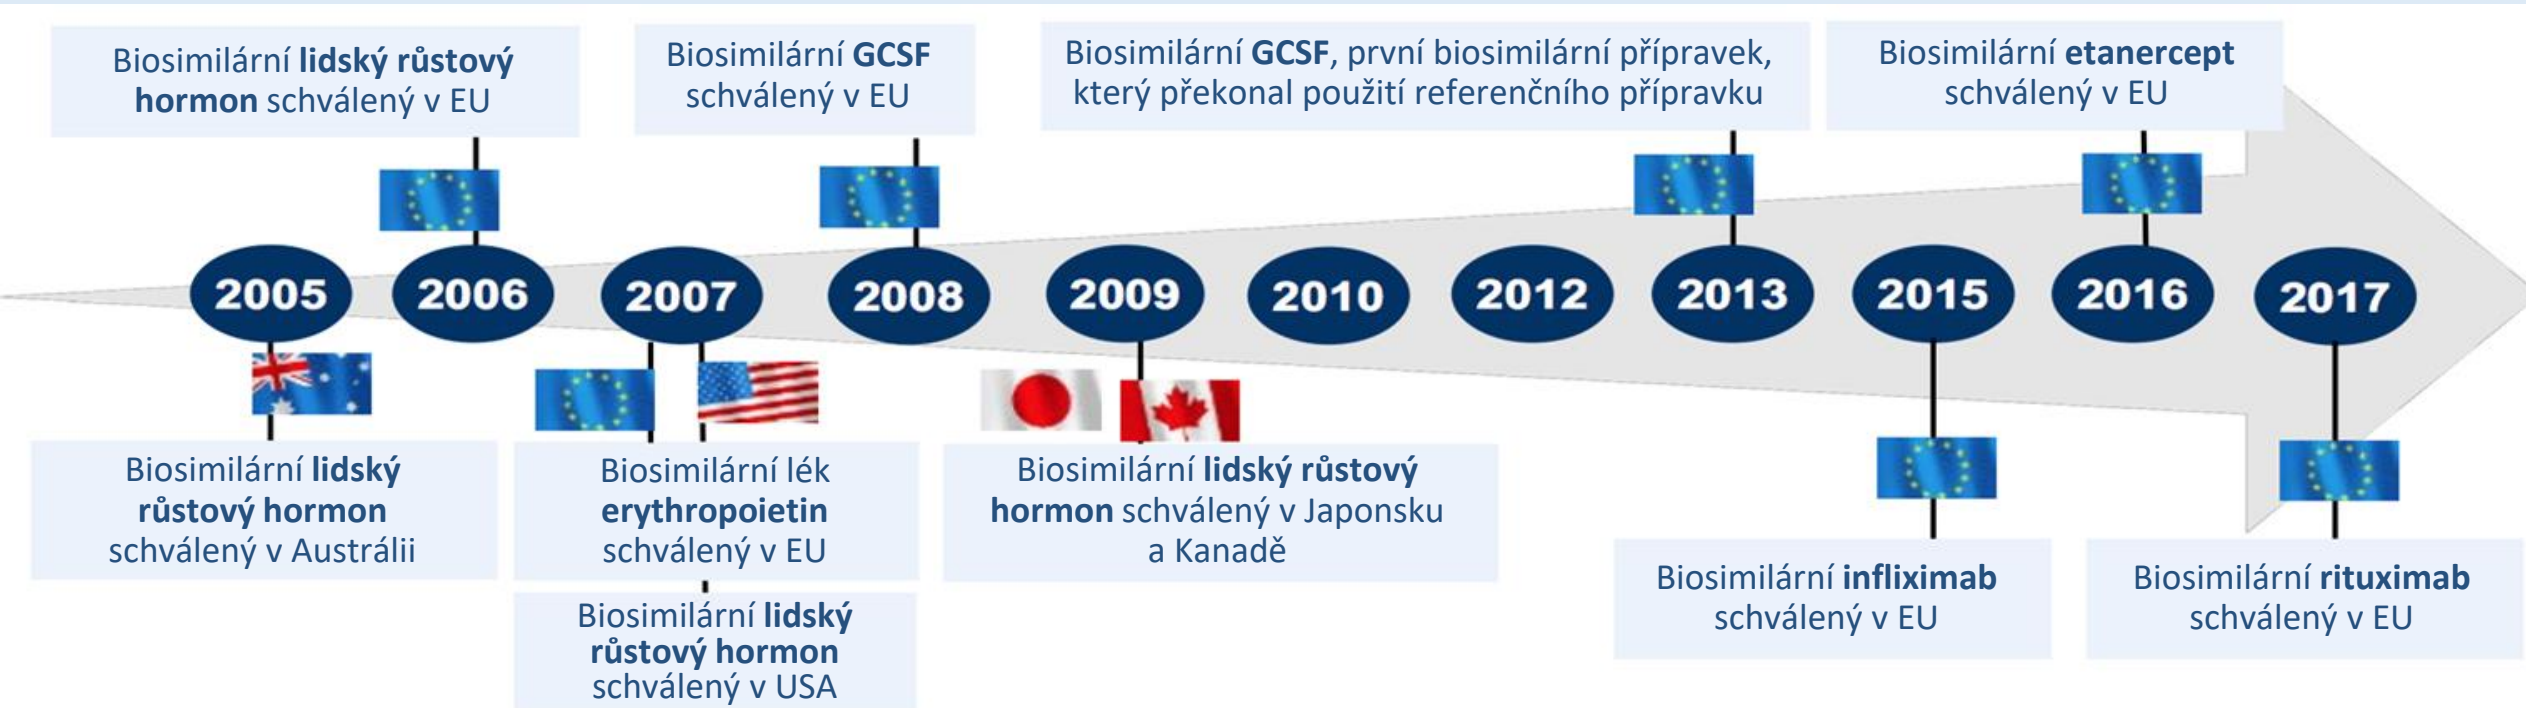 Biosimilární lidský růstový
hormon schválený v EU
Biosimilární GCSF
schválený v EU
Biosimilární GCSF, první biosimilární přípravek,
který překonal použití referenčního přípravku
Biosimilární etanercept
schválený v EU
2005
2006
2007
2008
2009
2010
2012
2013
2015
2016
2017
Biosimilární lidský
růstový hormon
schválený v Austrálii
Biosimilární lék
erythropoietin
schválený v EU
Biosimilární lidský
růstový hormon
schválený v USA
Biosimilární lidský růstový
hormon schválený v Japonsku
a Kanadě
Biosimilární infliximab
schválený v EU
Biosimilární rituximab
schválený v EU